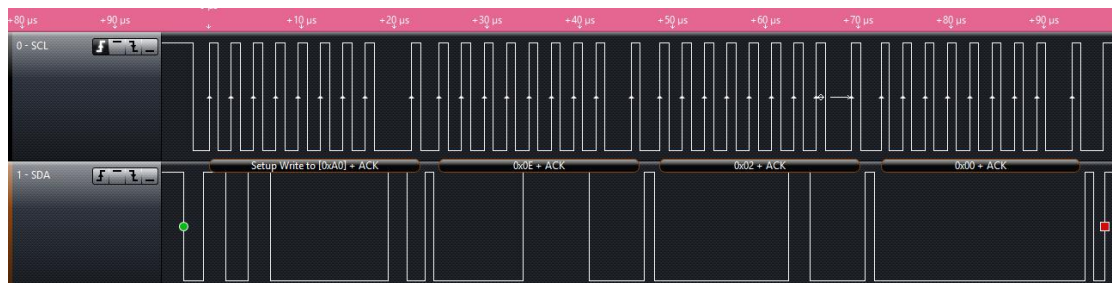 +80 µs +90 µs +10 µs +20 µs +30 µs +40 µs +50 µs +60 µs +70 µs +80 µs +90 µs
0 - SCL
Setup Write to [0xA0] + ACK 0x0E + ACK 0x02 + ACK 0x00 + ACK
1 - SDA